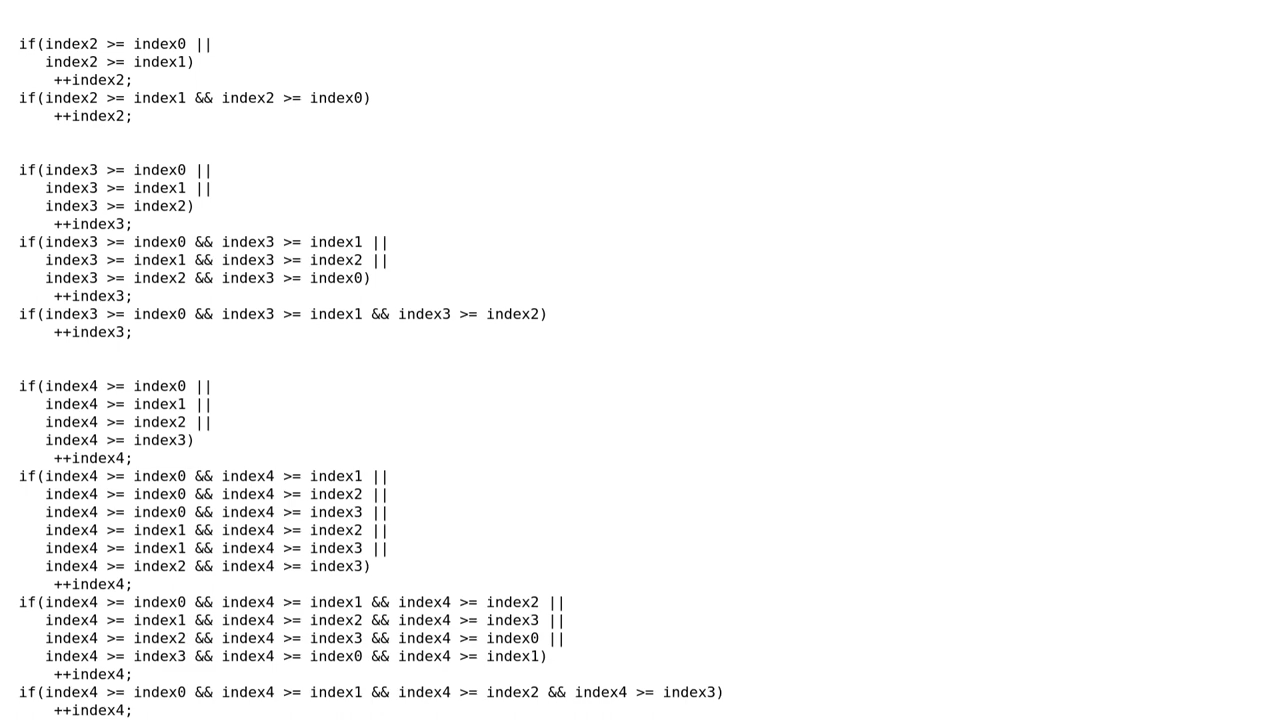 if(index2 >= index0 ||
   index2 >= index1)
    ++index2;
if(index2 >= index1 && index2 >= index0)
    ++index2;
if(index3 >= index0 ||
   index3 >= index1 ||
   index3 >= index2)
    ++index3;
if(index3 >= index0 && index3 >= index1 ||
   index3 >= index1 && index3 >= index2 ||
   index3 >= index2 && index3 >= index0)
    ++index3;
if(index3 >= index0 && index3 >= index1 && index3 >= index2)
    ++index3;
if(index4 >= index0 ||
   index4 >= index1 ||
   index4 >= index2 ||
   index4 >= index3)
    ++index4;
if(index4 >= index0 && index4 >= index1 ||
   index4 >= index0 && index4 >= index2 ||
   index4 >= index0 && index4 >= index3 ||
   index4 >= index1 && index4 >= index2 ||
   index4 >= index1 && index4 >= index3 ||
   index4 >= index2 && index4 >= index3)
    ++index4;
if(index4 >= index0 && index4 >= index1 && index4 >= index2 ||
   index4 >= index1 && index4 >= index2 && index4 >= index3 ||
   index4 >= index2 && index4 >= index3 && index4 >= index0 ||
   index4 >= index3 && index4 >= index0 && index4 >= index1)
    ++index4;
if(index4 >= index0 && index4 >= index1 && index4 >= index2 && index4 >= index3)
    ++index4;